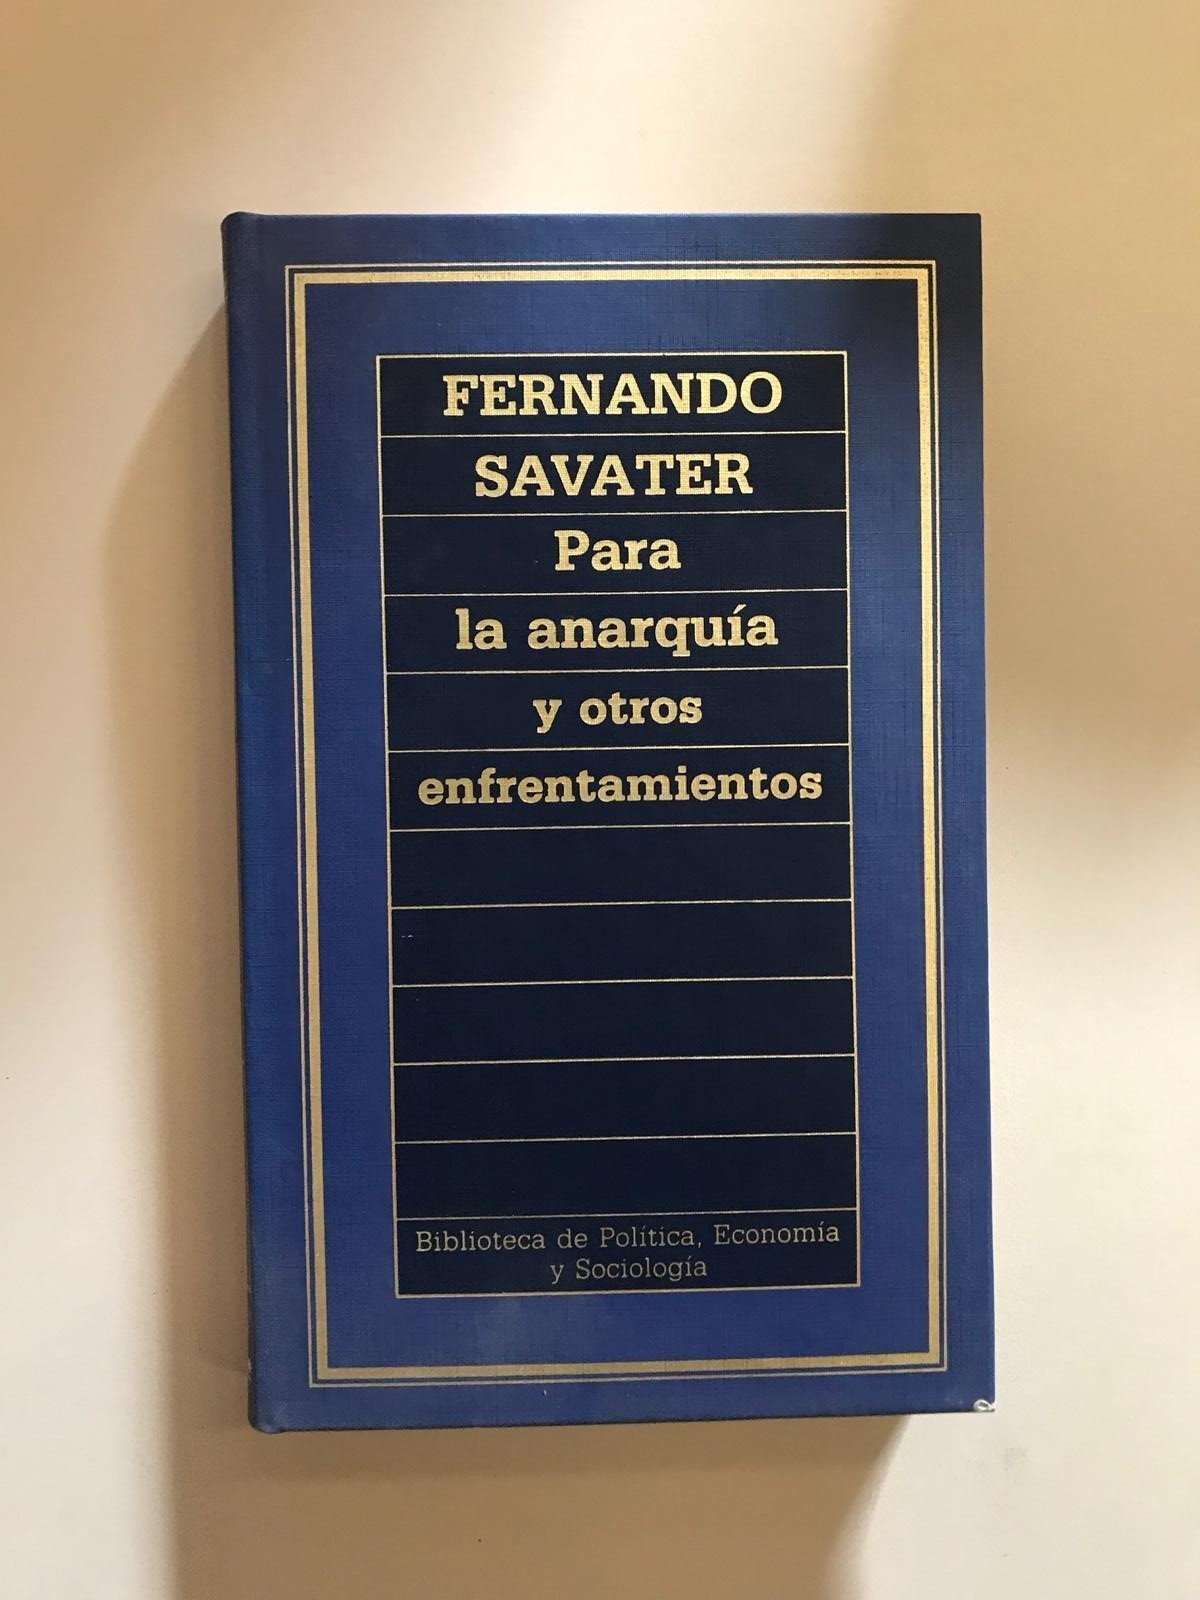 FERNANDO
SAVATER
Para
la anarquía
y otros
enfrentamientos
Biblioteca de Política, Economía
y Sociología